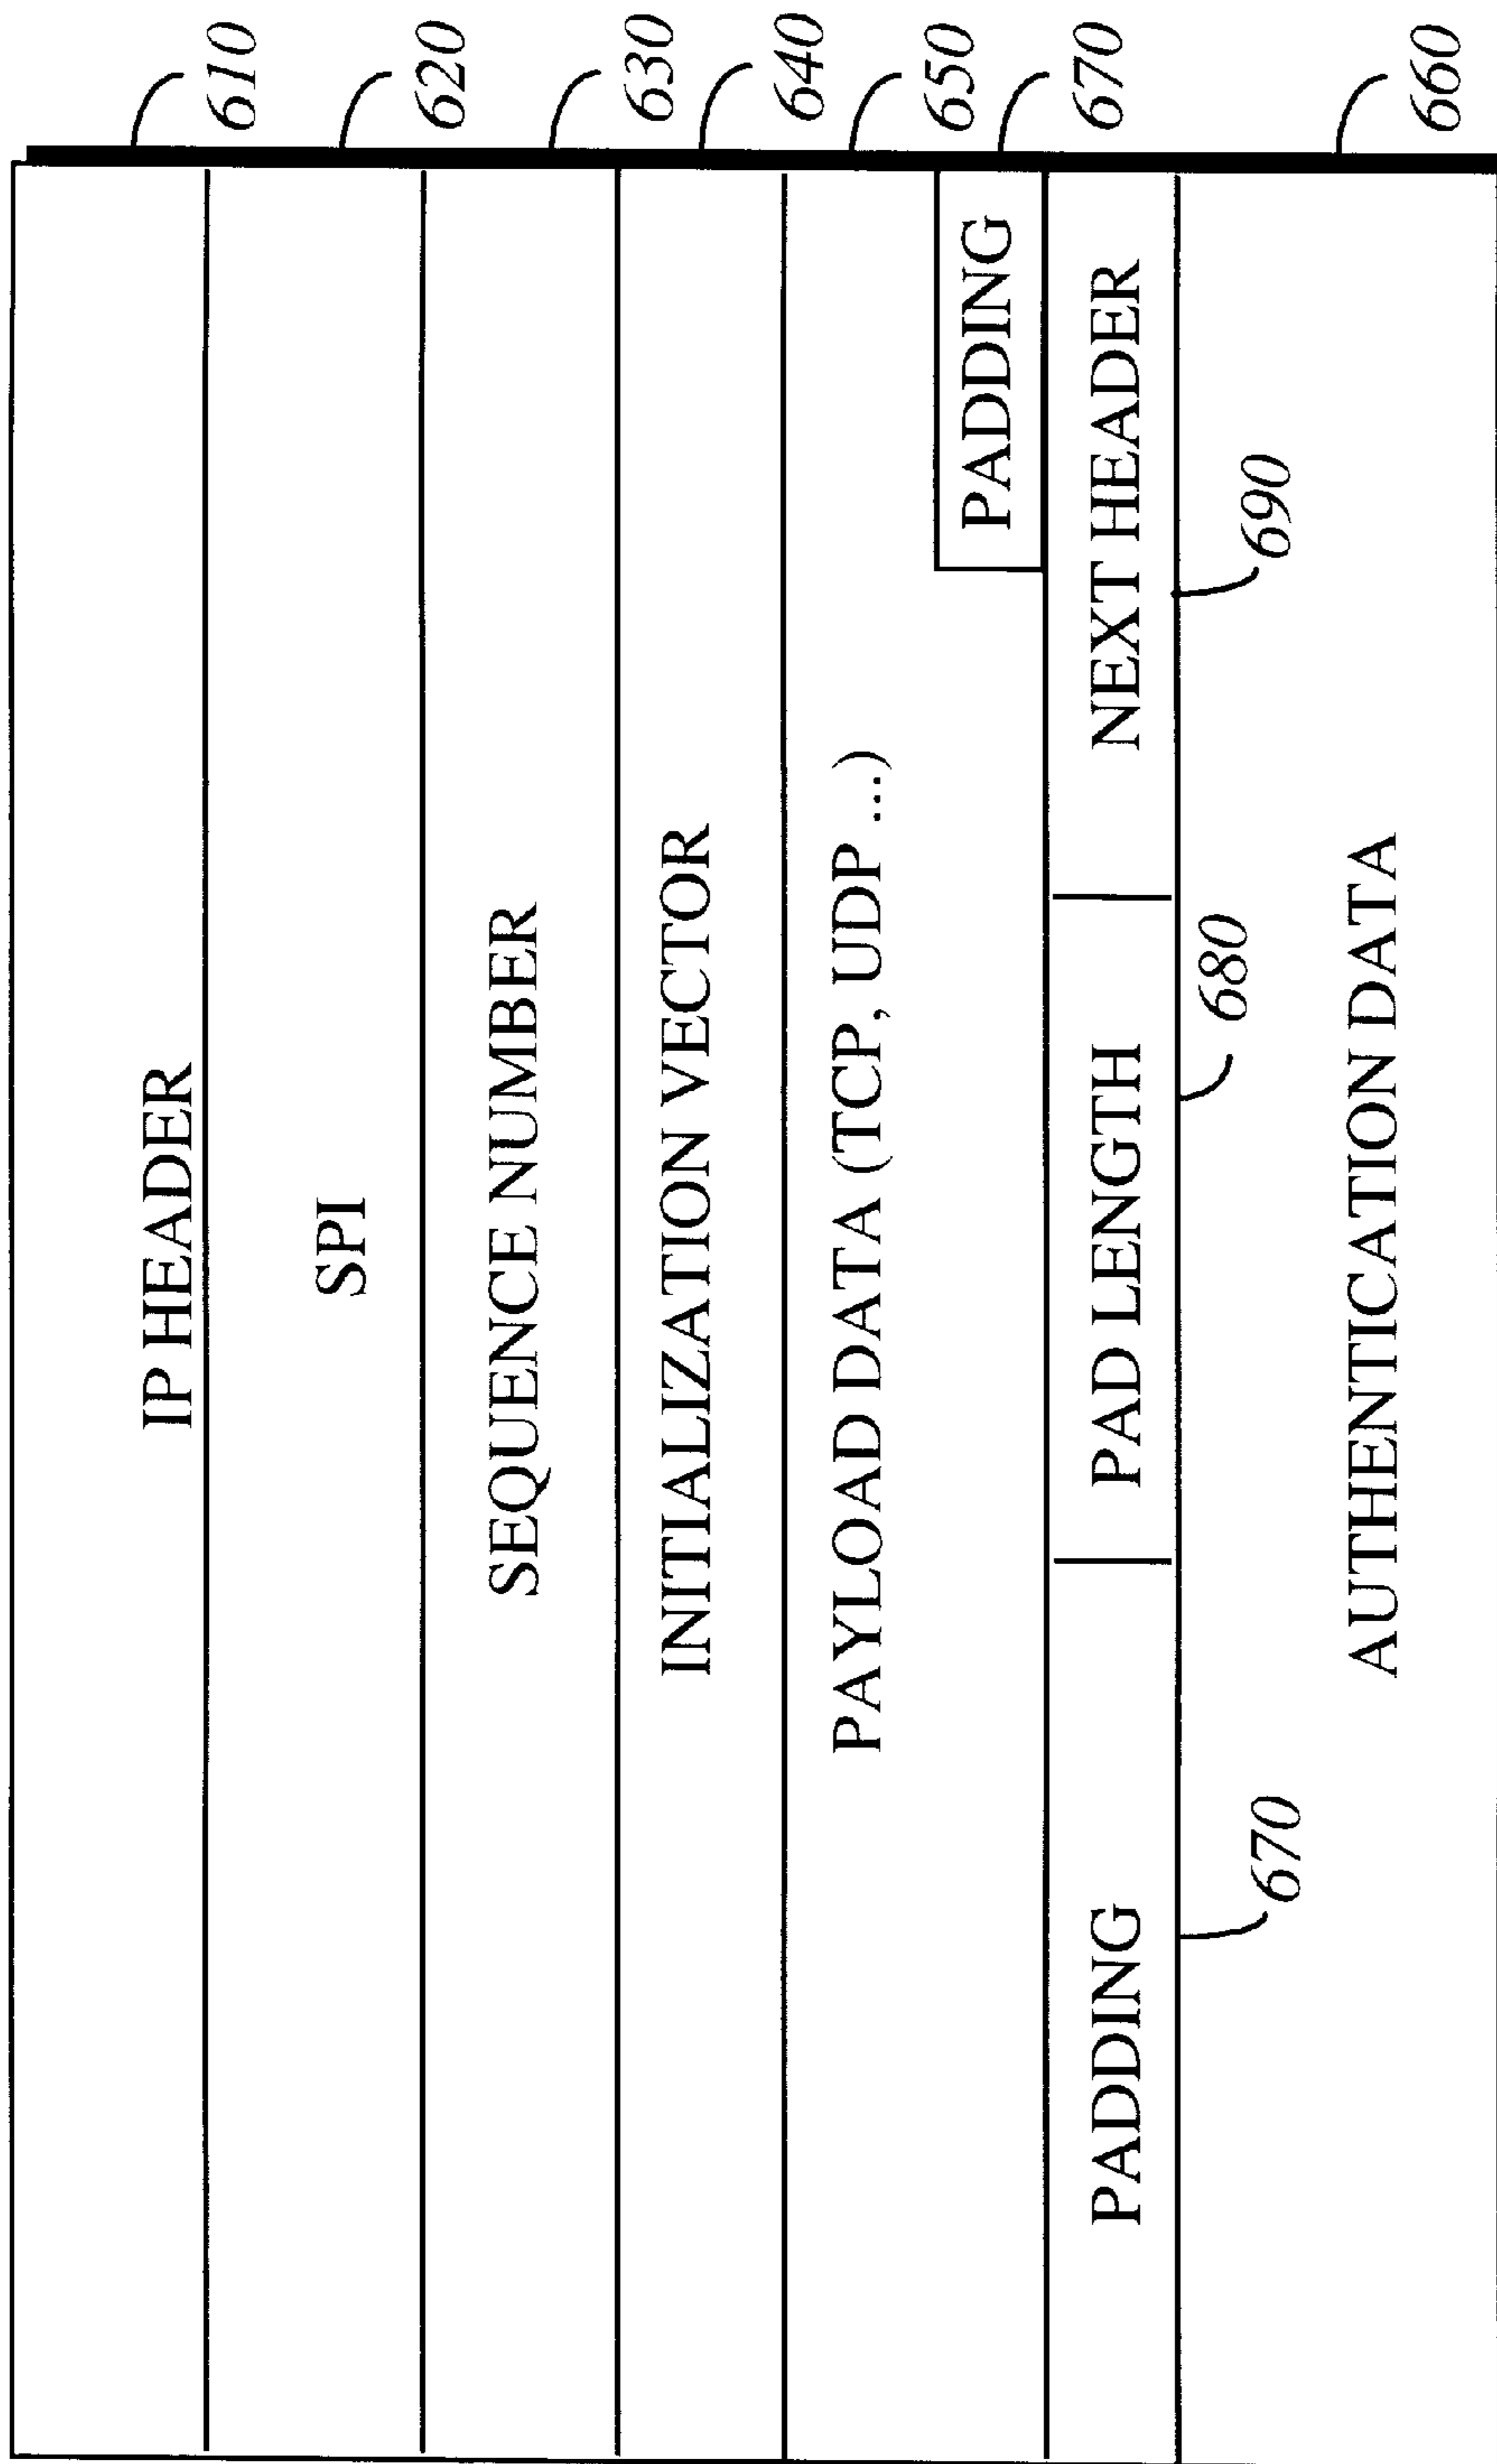 IP HEADER
610
SPI
620
SEQUENCE NUMBER
630
INITIALIZATION VECTOR
640
PAYLOAD DATA (TCP, UDP ...)
650
PADDING
670
PADDING
PAD LENGTH
NEXT HEADER
670
680
690
AUTHENTICATION DATA
660